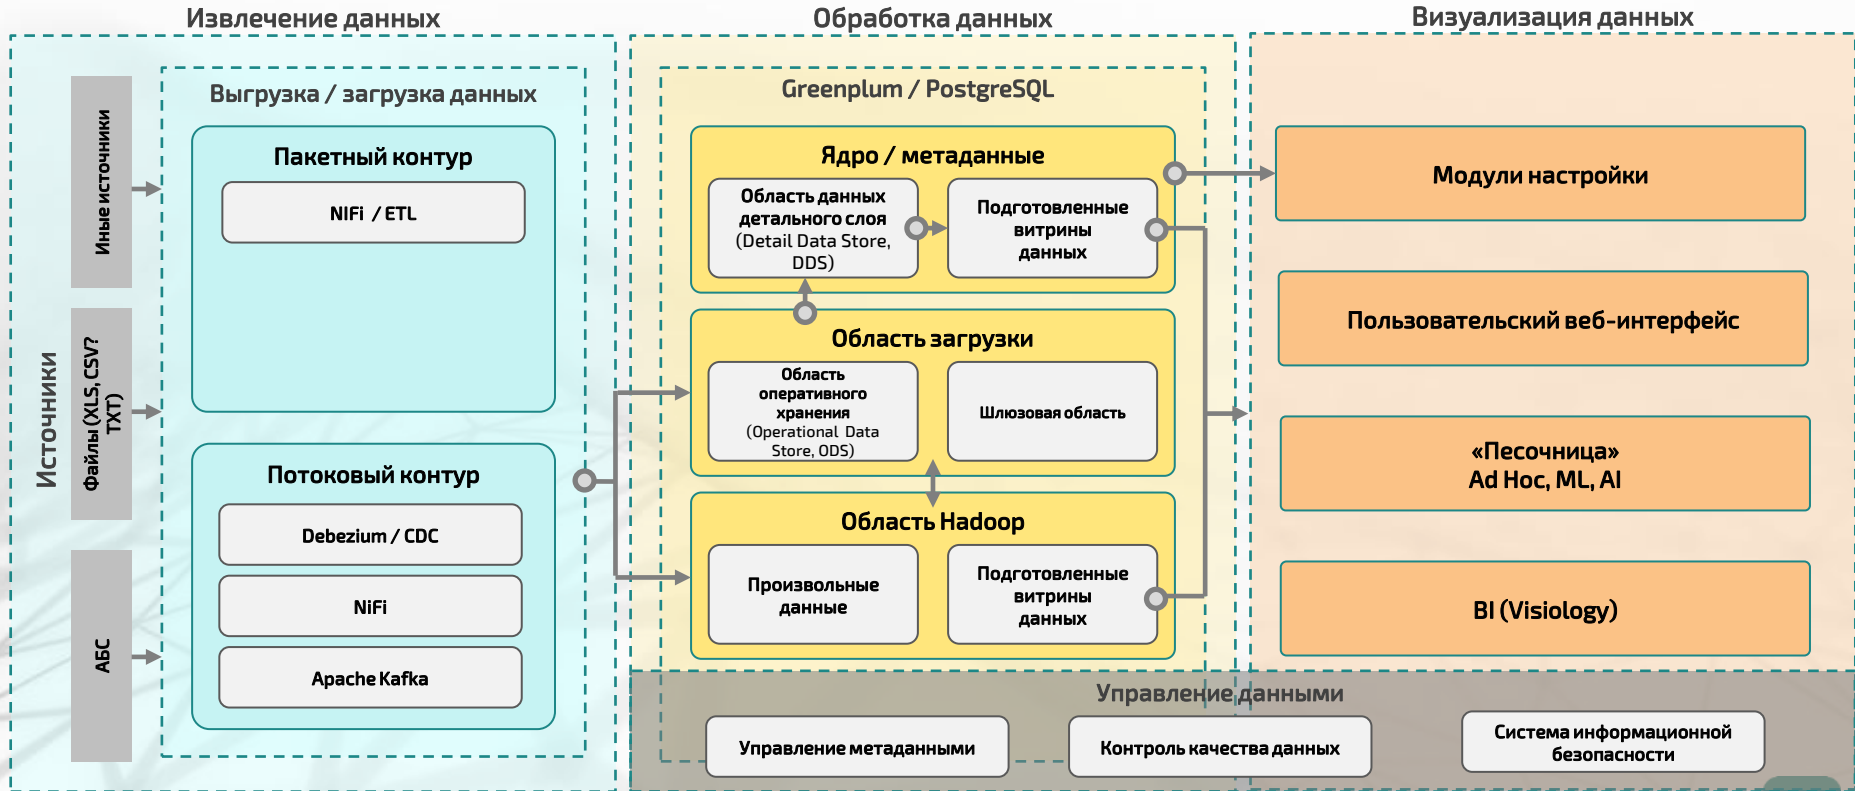 Извлечение данных
Источники
Иные источники
Файлы (XLS, CSV?
TXT)
АБС
Выгрузка / загрузка данных
Пакетный контур
NIFi / ETL
Потоковый контур
Debezium / CDC
NiFi
Apache Kafka
Обработка данных
Greenplum / PostgreSQL
Ядро / метаданные
Область данных
детального слоя
(Detail Data Store,
DDS)
Подготовленные
витрины
данных
Область загрузки
Область
оперативного
хранения
(Operational Data
Store, ODS)
Шлюзовая область
Область Hadoop
Произвольные
данные
Подготовленные
витрины
данных
Визуализация данных
Модули настройки
Пользовательский веб-интерфейс
«Песочница»
Ad Hoc, ML, AI
BI (Visiology)
Управление данными
Управление метаданными
Контроль качества данных
Система информационной
безопасности